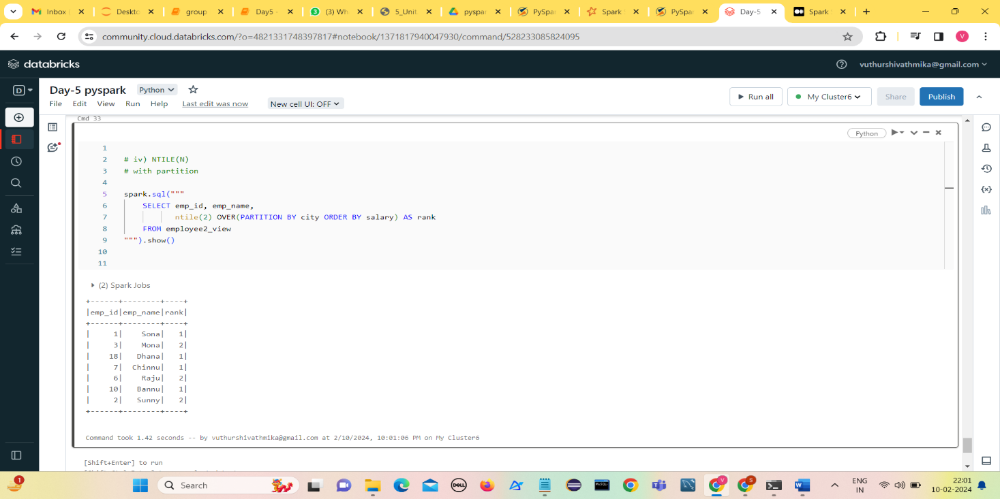 Inbox (
Deskto
group
Day5 -
3 (3) Wh
5_Unit
pyspar
PySpar
Spark
PySpar
Day-5
Spark
community.cloud.databricks.com/?o=4821331748397817#notebook/1371817940047930/command/528233085824095
V
databricks
vuthurshivathmika@gmail.com
D
Day-5 pyspark Python
Run all My Cluster6 Share Publish
File Edit View Run Help Last edit was now New cell UI: OFF
Cmd 33
Python
1
2 # iv) NTILE(N)
3 # with partition
4
5 spark.sql("""
6 SELECT emp_id, emp_name,
7 ntile(2) OVER(PARTITION BY city ORDER BY salary) AS rank
8 FROM employee2_view
9 """).show()
10
11
(2) Spark Jobs
+------+--------+----+
|emp_id|emp_name|rank|
+------+--------+----+
| 1| Sona| 1|
| 3| Mona| 2|
| 18| Dhana| 1|
| 7| Chinnu| 1|
| 6| Raju| 2|
| 10| Bannu| 1|
| 2| Sunny| 2|
+------+--------+----+
Command took 1.42 seconds -- by vuthurshivathmika@gmail.com at 2/10/2024, 10:01:06 PM on My Cluster6
[Shift+Enter] to run
1
Search
DELL
V
S
ENG
IN
22:01
10-02-2024